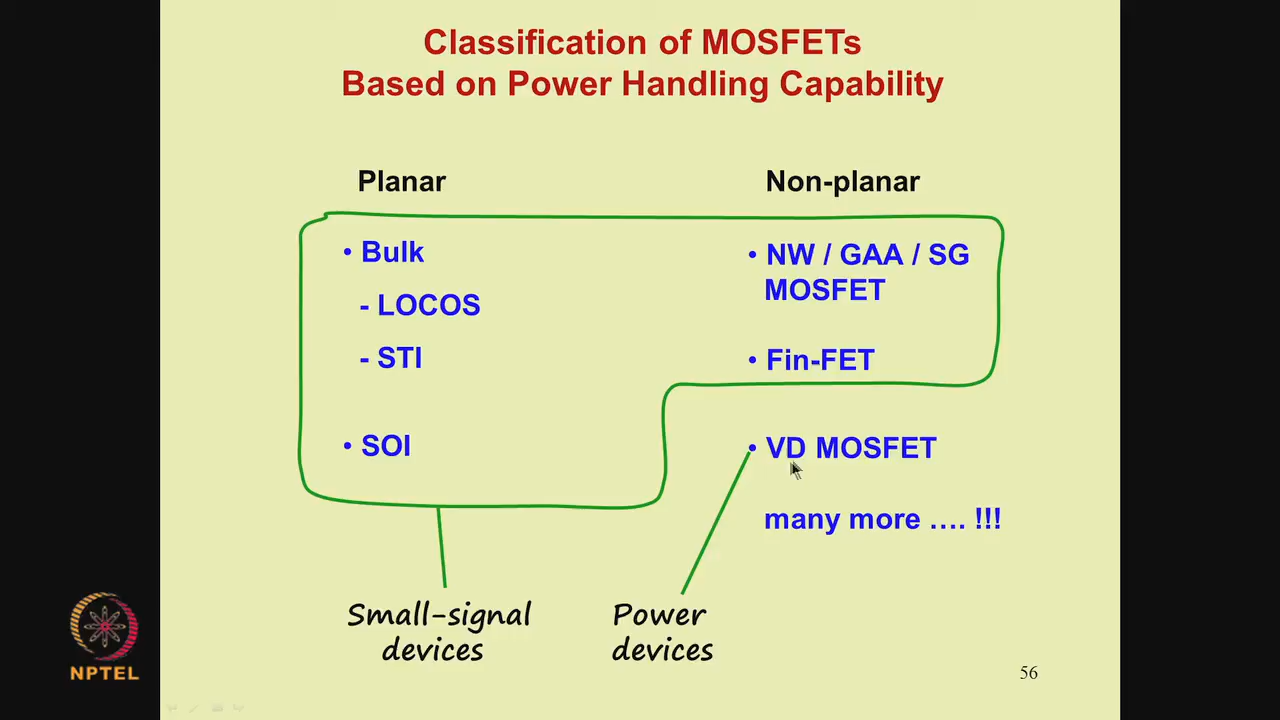 Classification of MOSFETs
Based on Power Handling Capability
Planar
• Bulk
- LOCOS
- STI
• SOI
Non-planar
• NW / GAA / SG
MOSFET
• Fin-FET
• VD MOSFET
many more .... !!!
Small-signal
devices
Power
devices
NPTEL
56